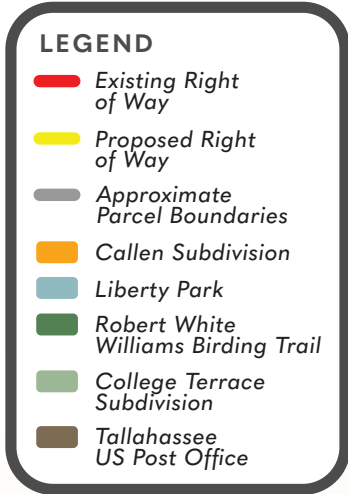 LEGEND
Existing Right
of Way
Proposed Right
of Way
Approximate
Parcel Boundaries
Callen Subdivision
Liberty Park
Robert White
Williams Birding Trail
College Terrace
Subdivision
Tallahassee
US Post Office